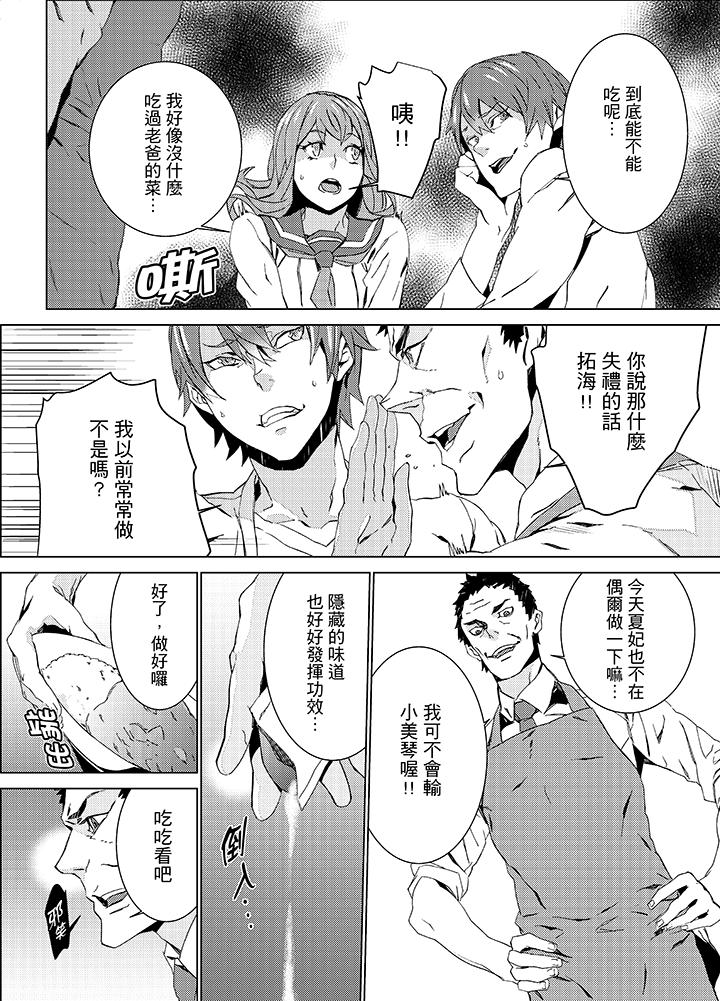 到底能不能
吃呢…
咦!!
我好像沒什麼
吃過老爸的菜…
嘶
你說那什麼
失禮的話
拓海!!
我以前常常做
不是嗎?
今天夏妃也不在
偶爾做一下嘛…
我可不會輸
小美琴喔!!
隱藏的味道
也好好發揮功效…
倒入…
好了,做好囉
比菲
吃吃看吧
邪笑